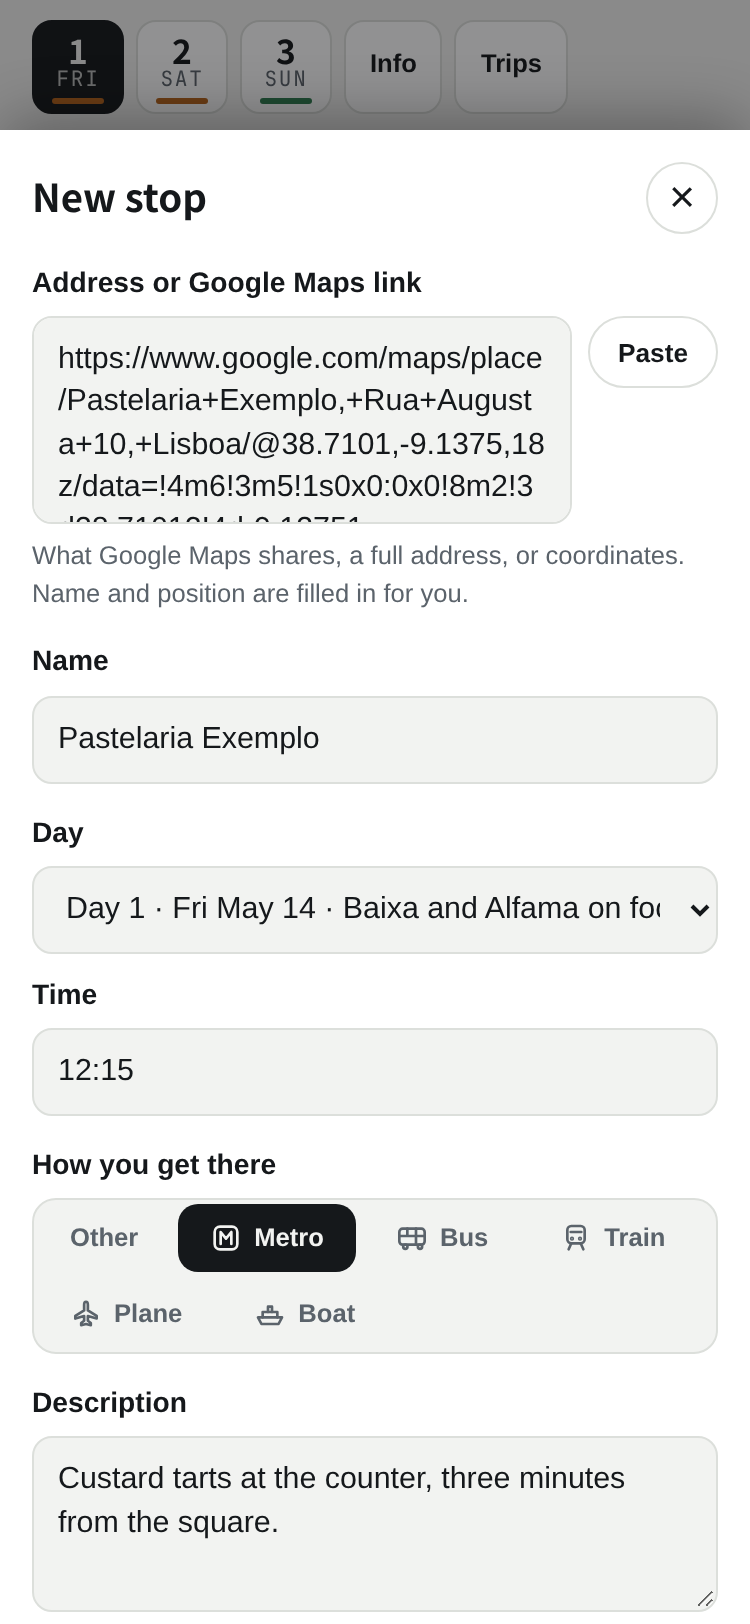 1
FRI
2
SAT
3
SUN
Info
Trips
New stop
Address or Google Maps link
https://www.google.com/maps/place
/Pastelaria+Exemplo,+Rua+August
a+10,+Lisboa/@38.7101,-9.1375,18
z/data=!4m6!3m5!1s0x0:0x0!8m2!3
Paste
What Google Maps shares, a full address, or coordinates.
Name and position are filled in for you.
Name
Pastelaria Exemplo
Day
Day 1 · Fri May 14 · Baixa and Alfama on
Time
12:15
How you get there
Other
Metro
Bus
Train
Plane
Boat
Description
Custard tarts at the counter, three minutes
from the square.